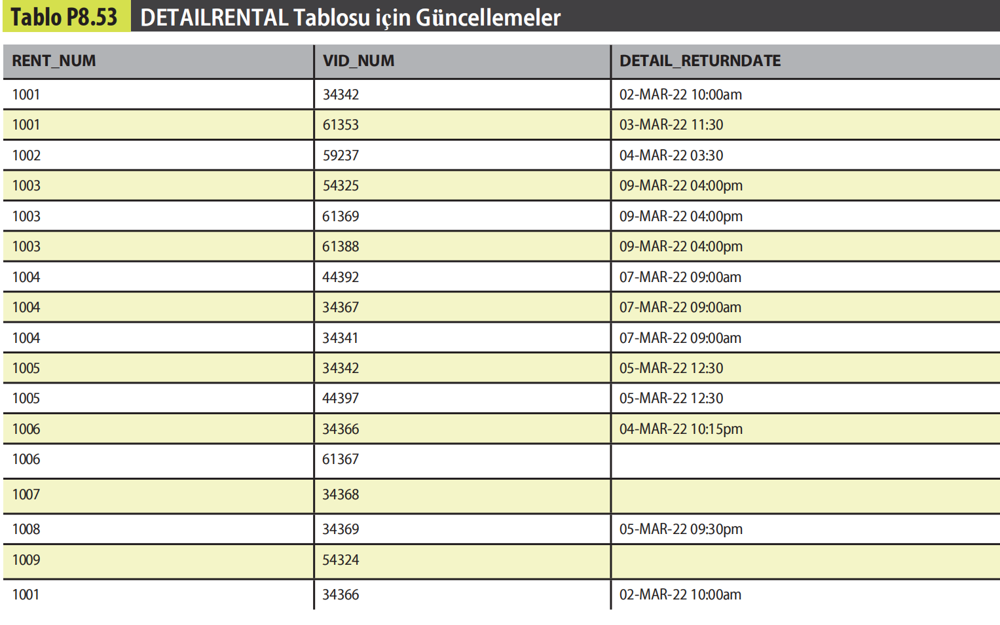 Tablo P8.53 DETAILRENTAL Tablosu için Güncellemeler
RENT_NUM VID_NUM DETAIL_RETURNDATE
1001 34342 02-MAR-22 10:00am
1001 61353 03-MAR-22 11:30
1002 59237 04-MAR-22 03:30
1003 54325 09-MAR-22 04:00pm
1003 61369 09-MAR-22 04:00pm
1003 61388 09-MAR-22 04:00pm
1004 44392 07-MAR-22 09:00am
1004 34367 07-MAR-22 09:00am
1004 34341 07-MAR-22 09:00am
1005 34342 05-MAR-22 12:30
1005 44397 05-MAR-22 12:30
1006 34366 04-MAR-22 10:15pm
1006 61367
1007 34368
1008 34369 05-MAR-22 09:30pm
1009 54324
1001 34366 02-MAR-22 10:00am